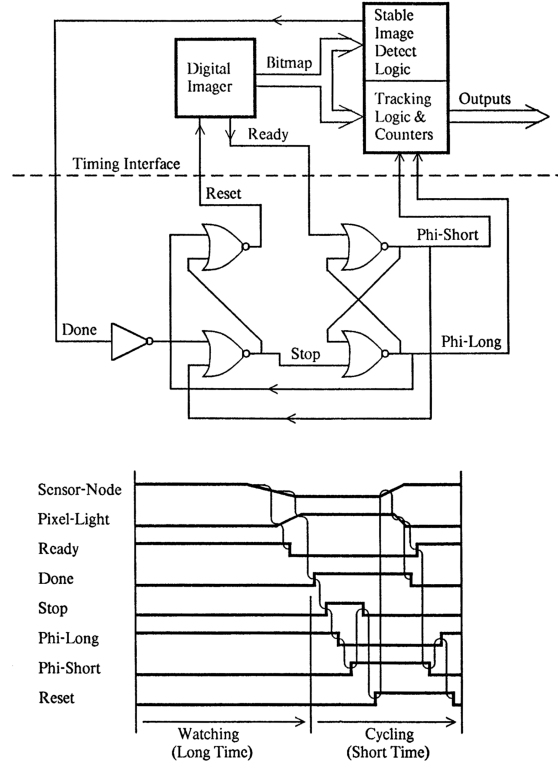 Stable
Image
Detect
Logic
Digital
Imager
Bitmap
Tracking
Logic &
Counters
Outputs
Ready
Timing Interface
Reset
Phi-Short
Done
Stop
Phi-Long
Sensor-Node
Pixel-Light
Ready
Done
Stop
Phi-Long
Phi-Short
Reset
Watching
(Long Time)
Cycling
(Short Time)